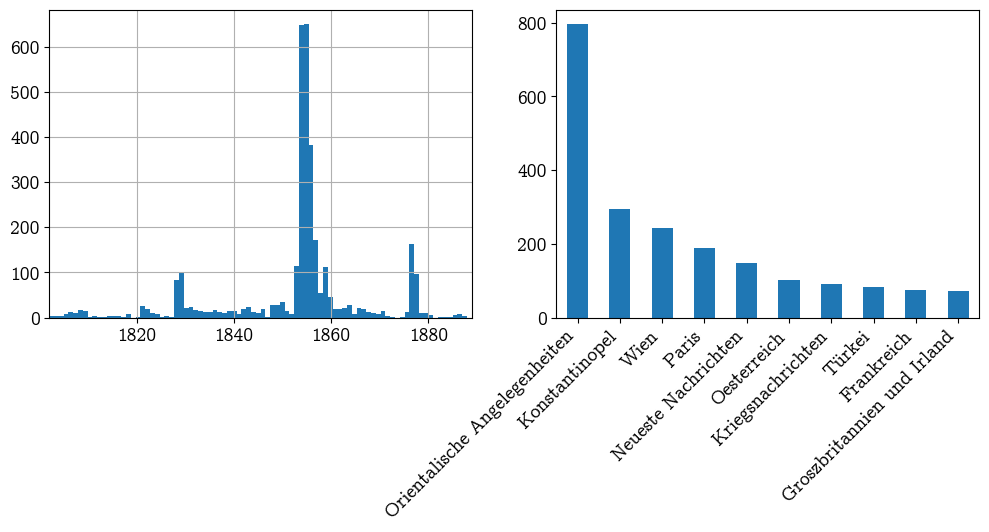 600
500
400
300
200
100
0
1820
1840
1860
1880
800
600
400
200
0
Orientalische Angelegenheiten
Konstantinopel
Wien
Paris
Neueste Nachrichten
Oesterreich
Kriegsnachrichten
Türkei
Frankreich
Groszbritannien und Irland